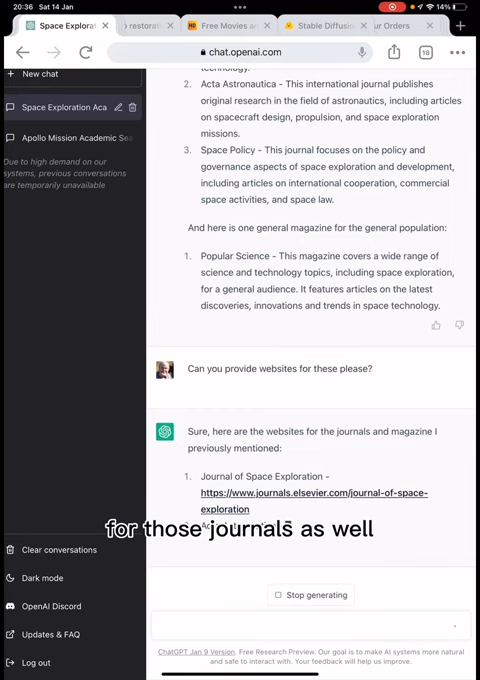 20:36 Sat 14 Jan
14%
Space Explorat
restorati
Free Movies a
Stable Diffusio
ur Orders
chat.openai.com
18
New chat
Space Exploration Aca
Apollo Mission Academic Sea
Due to high demand on our
systems, previous conversations
are temporarily unavailable
Clear conversations
Dark mode
OpenAI Discord
Updates & FAQ
Log out
technology.
2. Acta Astronautica - This international journal publishes
original research in the field of astronautics, including articles
on spacecraft design, propulsion, and space exploration
missions.
3. Space Policy - This journal focuses on the policy and
governance aspects of space exploration and development,
including articles on international cooperation, commercial
space activities, and space law.
And here is one general magazine for the general population:
1. Popular Science - This magazine covers a wide range of
science and technology topics, including space exploration,
for a general audience. It features articles on the latest
discoveries, innovations and trends in space technology.
Can you provide websites for these please?
Sure, here are the websites for the journals and magazine I
previously mentioned:
1. Journal of Space Exploration -
https://www.journals.elsevier.com/journal-of-space-
exploration
for those journals as well
Stop generating
ChatGPT Jan 9 Version. Free Research Preview. Our goal is to make AI systems more natural
and safe to interact with. Your feedback will help us improve.